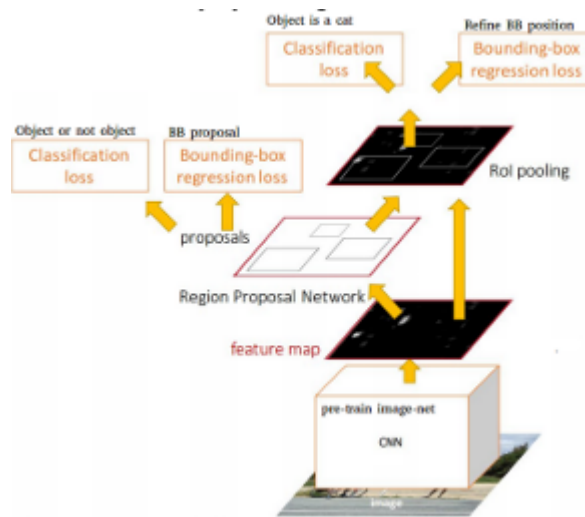 Object is a cat
Refine BB position
Classification
loss
Bounding-box
regression loss
Object or not object
BB proposal
Classification
loss
Bounding-box
regression loss
RoI pooling
proposals
Region Proposal Network
feature map
pre-train image-net
CNN
image